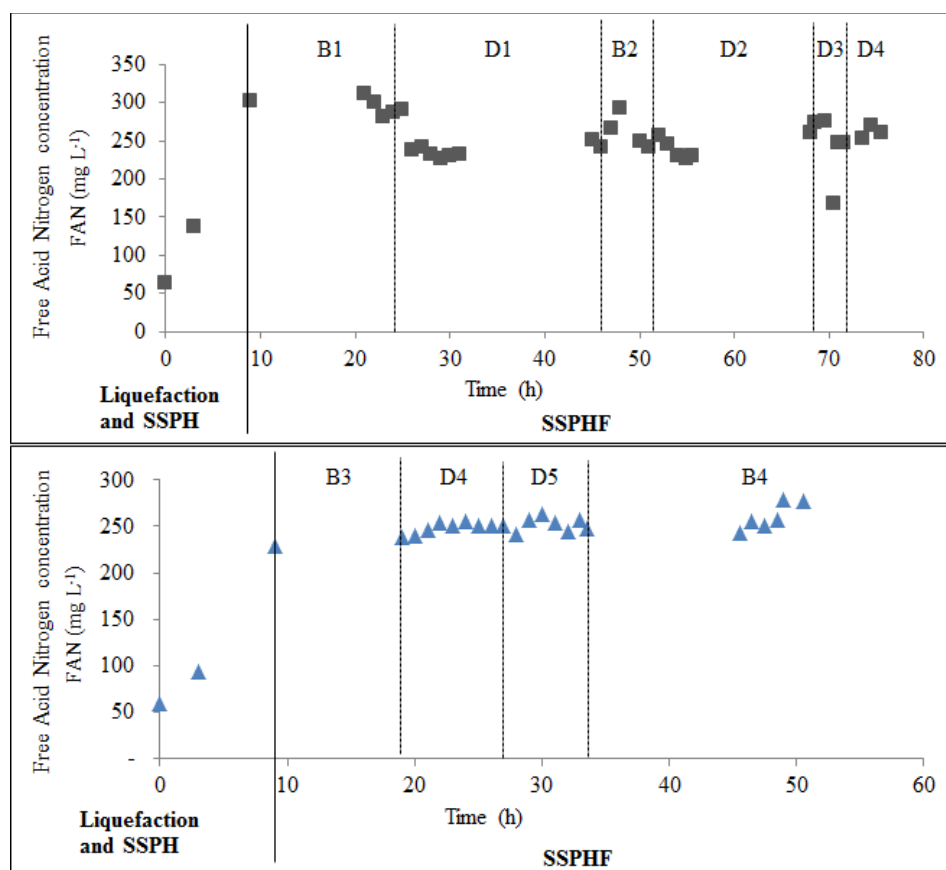 B1 D1 B2 D2 D3 D4
Free Acid Nitrogen concentration
FAN (mg L-1)
350
300
250
200
150
100
50
0
0 10 20 30 40 50 60 70 80
Time (h)
Liquefaction
and SSPH
SSPHF
B3 D4 D5 B4
Free Acid Nitrogen concentration
FAN (mg L-1)
300
250
200
150
100
50
-
0 10 20 30 40 50 60
Time (h)
Liquefaction
and SSPH
SSPHF